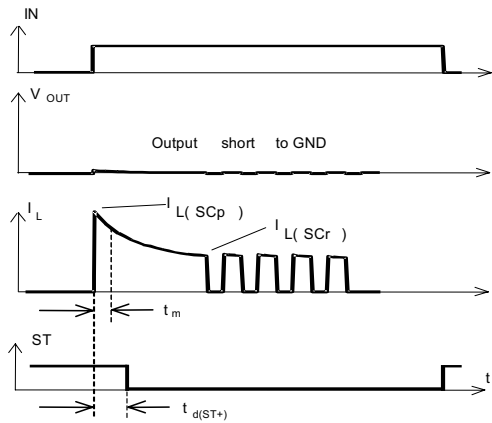 IN
V OUT
Output short to GND
I L
I L( SCp )
I L( SCr )
t m
ST
t
t d(ST+)